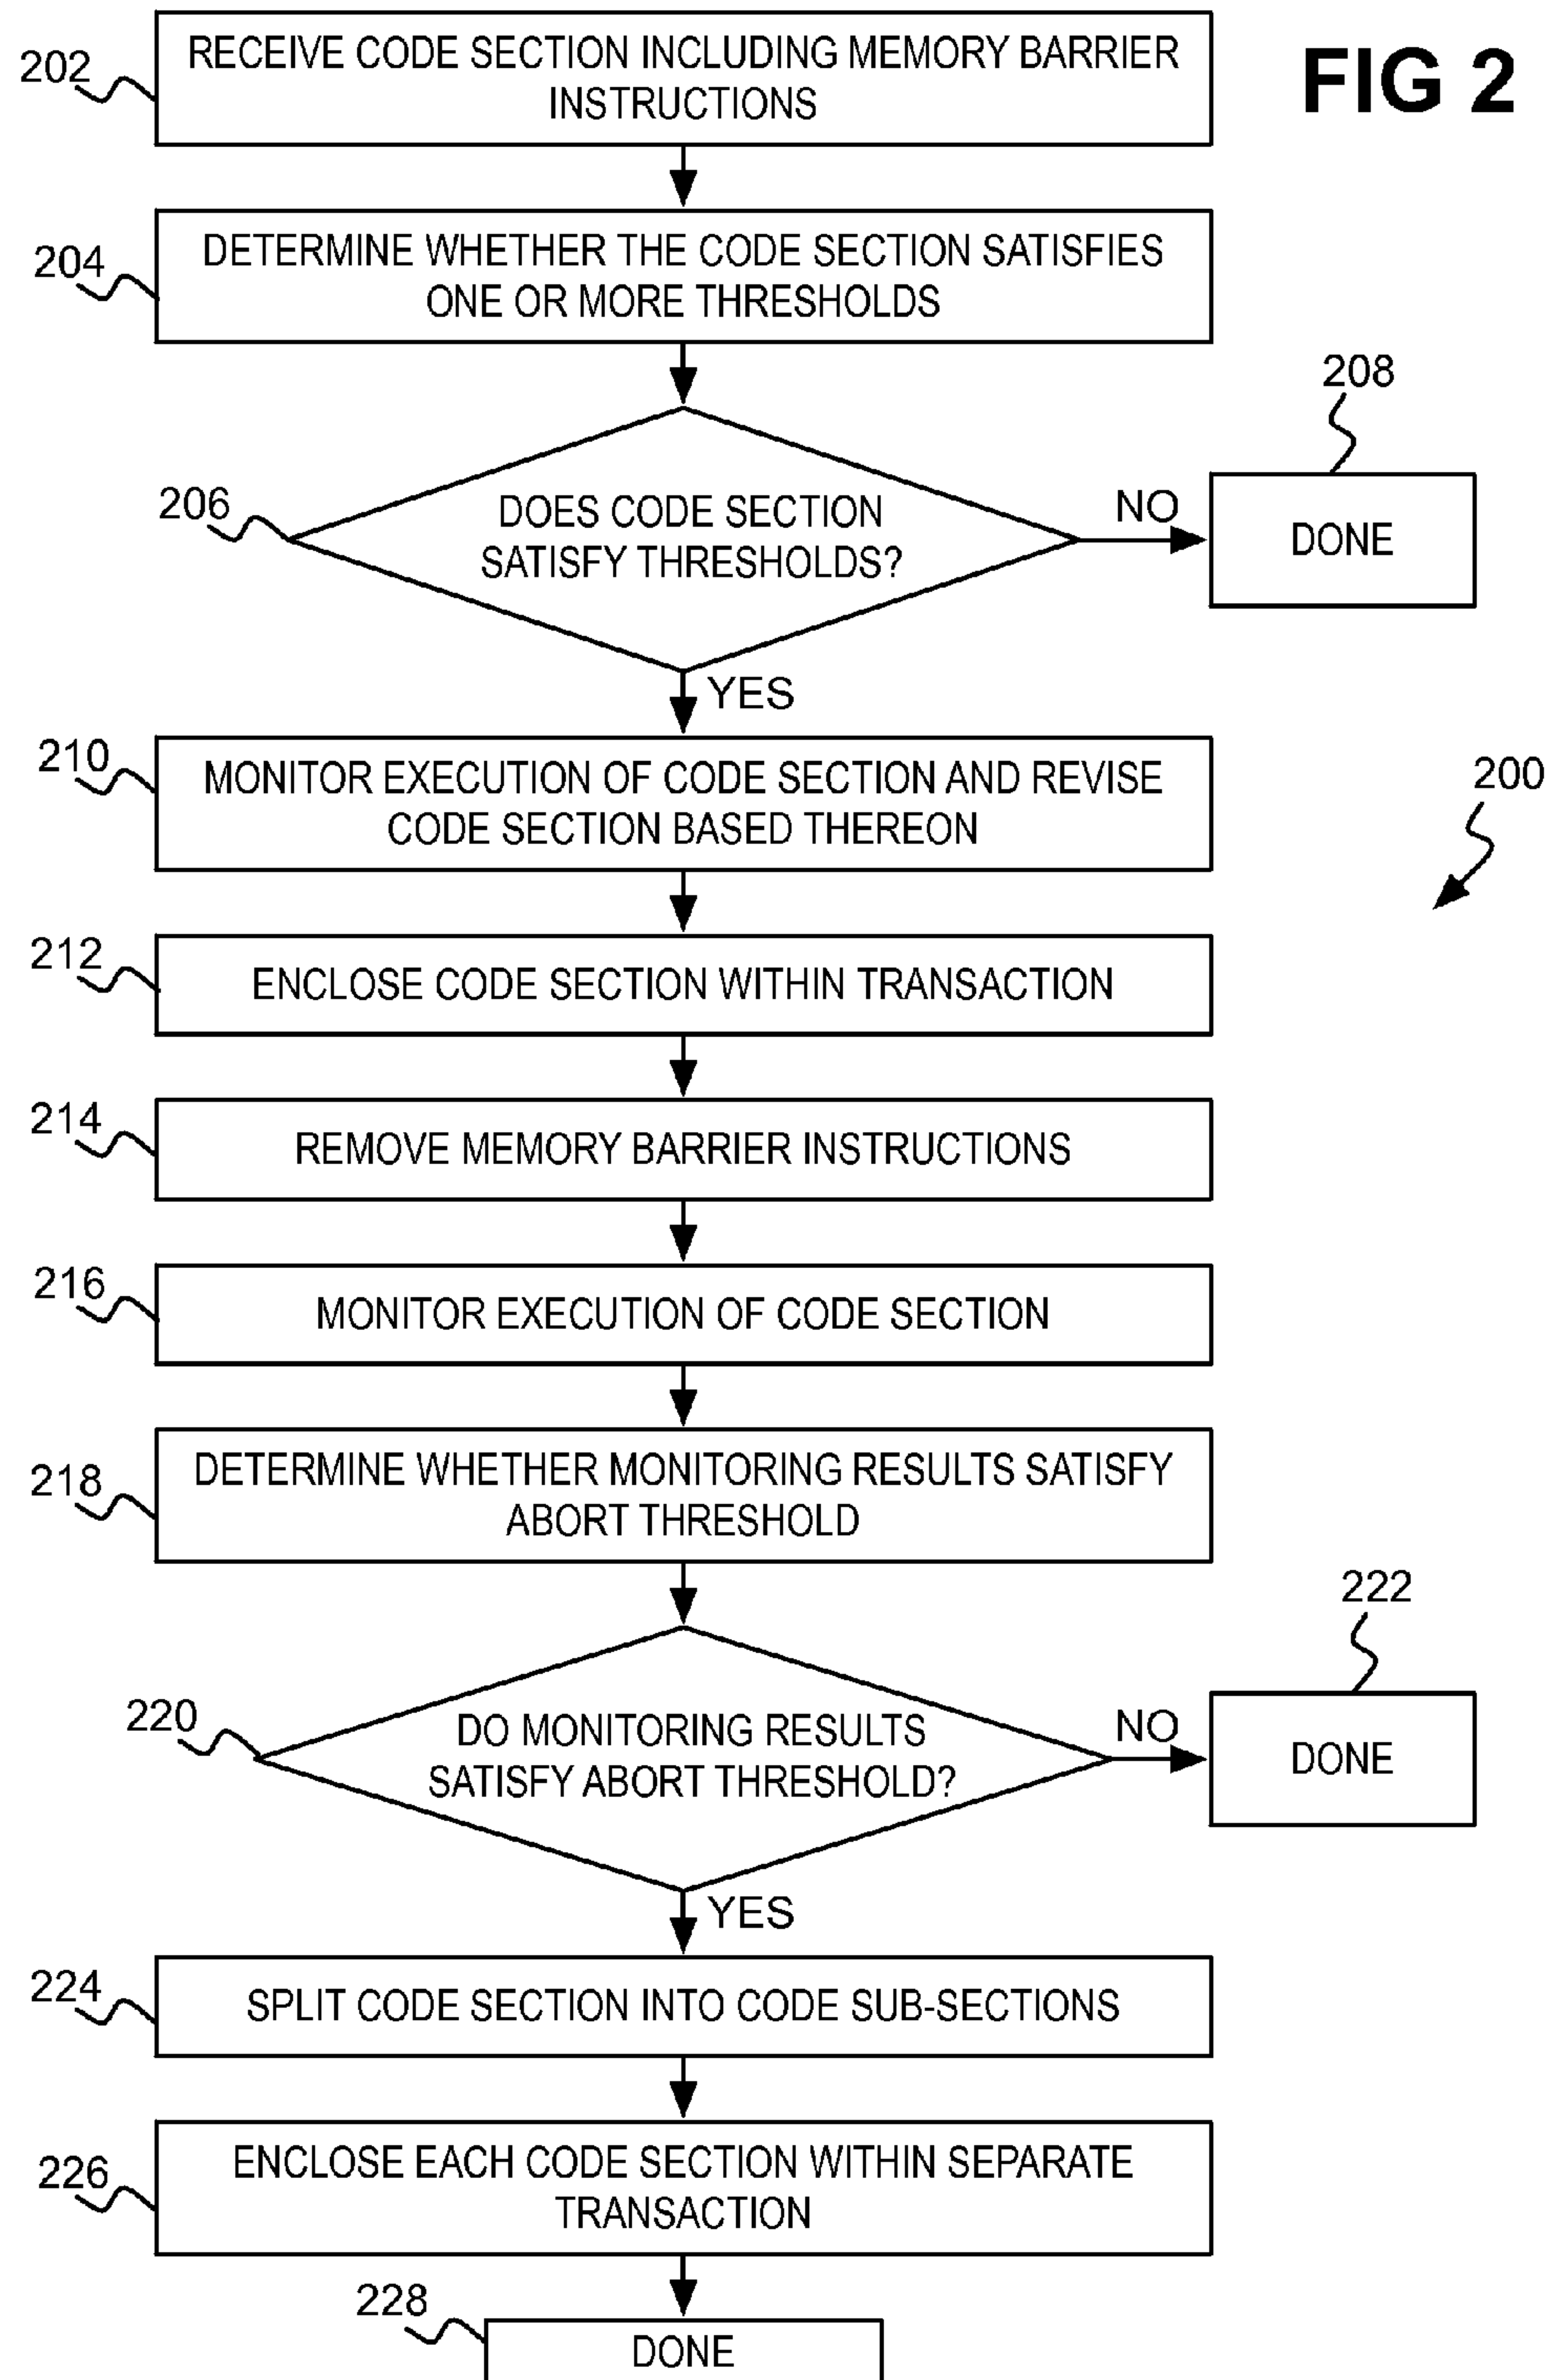 FIG 2
202
RECEIVE CODE SECTION INCLUDING MEMORY BARRIER
INSTRUCTIONS
204
DETERMINE WHETHER THE CODE SECTION SATISFIES
ONE OR MORE THRESHOLDS
206
DOES CODE SECTION
SATISFY THRESHOLDS?
NO
208
DONE
YES
210
MONITOR EXECUTION OF CODE SECTION AND REVISE
CODE SECTION BASED THEREON
200
212
ENCLOSE CODE SECTION WITHIN TRANSACTION
214
REMOVE MEMORY BARRIER INSTRUCTIONS
216
MONITOR EXECUTION OF CODE SECTION
218
DETERMINE WHETHER MONITORING RESULTS SATISFY
ABORT THRESHOLD
220
DO MONITORING RESULTS
SATISFY ABORT THRESHOLD?
NO
222
DONE
YES
224
SPLIT CODE SECTION INTO CODE SUB-SECTIONS
226
ENCLOSE EACH CODE SECTION WITHIN SEPARATE
TRANSACTION
228
DONE